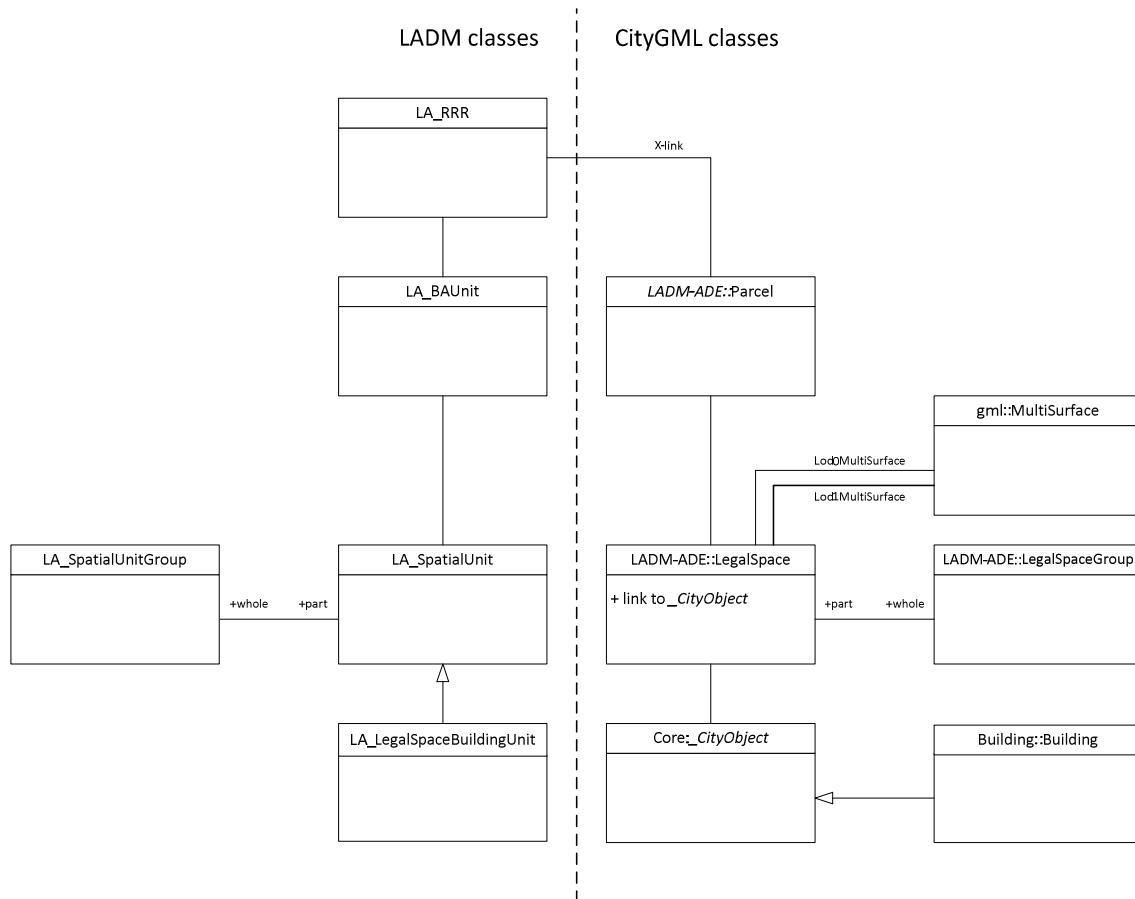 LADM classes
CityGML classes
LA_RRR
X-link
LA_BAUnit
LADM-ADE::Parcel
gml::MultiSurface
Lod0MultiSurface
Lod1MultiSurface
LA_SpatialUnitGroup
LA_SpatialUnit
LADM-ADE::LegalSpace
LADM-ADE::LegalSpaceGroup
+ link to _CityObject
+whole
+part
+part
+whole
LA_LegalSpaceBuildingUnit
Core::_CityObject
Building::Building